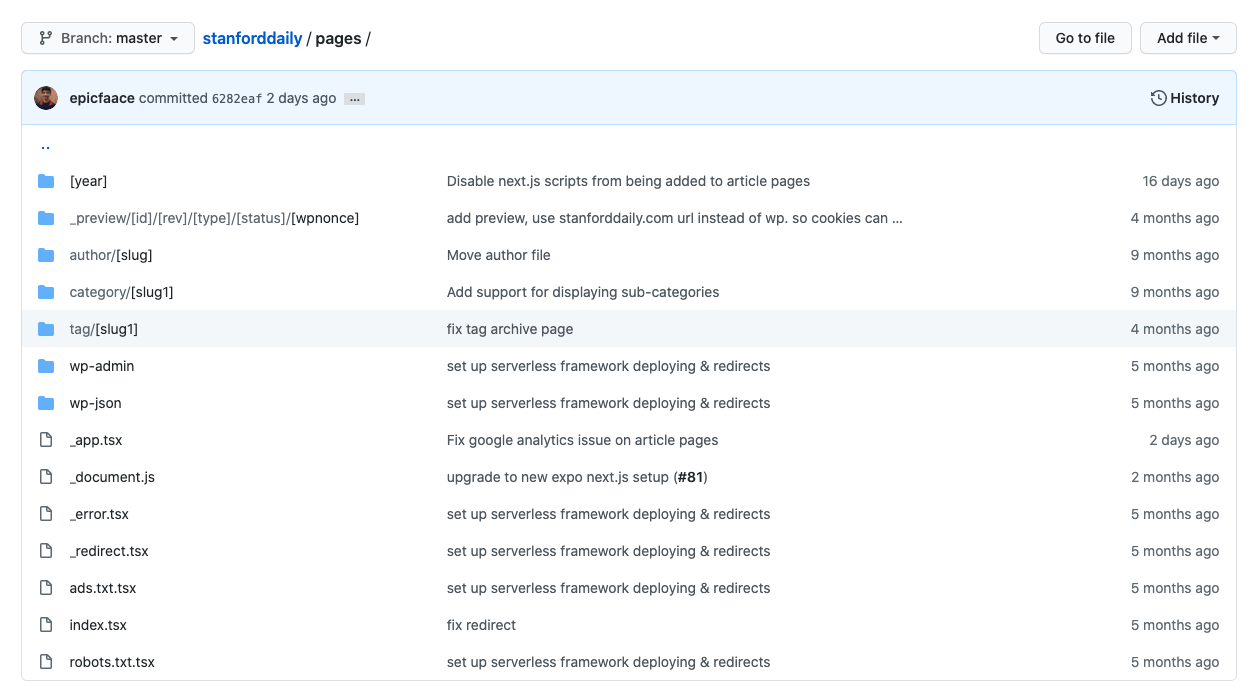 Branch: master stanforddaily / pages / Go to file Add file
epicfaace committed 6282eaf 2 days ago ... History
..
[year] Disable next.js scripts from being added to article pages 16 days ago
_preview/[id]/[rev]/[type]/[status]/[wpnonce] add preview, use stanforddaily.com url instead of wp. so cookies can ... 4 months ago
author/[slug] Move author file 9 months ago
category/[slug1] Add support for displaying sub-categories 9 months ago
tag/[slug1] fix tag archive page 4 months ago
wp-admin set up serverless framework deploying & redirects 5 months ago
wp-json set up serverless framework deploying & redirects 5 months ago
_app.tsx Fix google analytics issue on article pages 2 days ago
_document.js upgrade to new expo next.js setup (#81) 2 months ago
_error.tsx set up serverless framework deploying & redirects 5 months ago
_redirect.tsx set up serverless framework deploying & redirects 5 months ago
ads.txt.tsx set up serverless framework deploying & redirects 5 months ago
index.tsx fix redirect 5 months ago
robots.txt.tsx set up serverless framework deploying & redirects 5 months ago